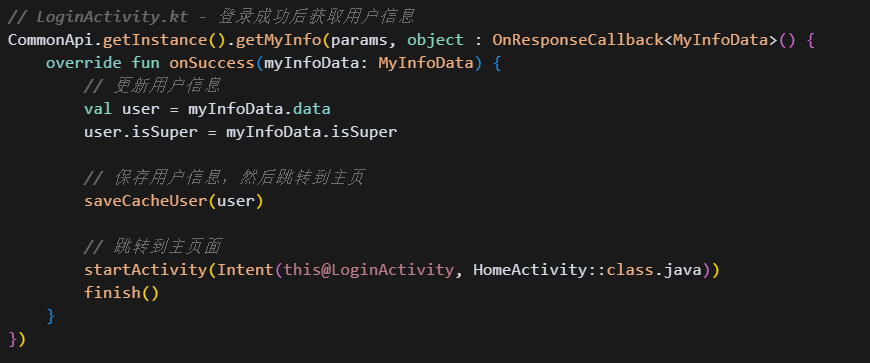 // LoginActivity.kt - 登录成功后获取用户信息
CommonApi.getInstance().getMyInfo(params, object : OnResponseCallback<MyInfoData>() {
    override fun onSuccess(myInfoData: MyInfoData) {
        // 更新用户信息
        val user = myInfoData.data
        user.isSuper = myInfoData.isSuper

        // 保存用户信息，然后跳转到主页
        saveCacheUser(user)

        // 跳转到主页面
        startActivity(Intent(this@LoginActivity, HomeActivity::class.java))
        finish()
    }
})